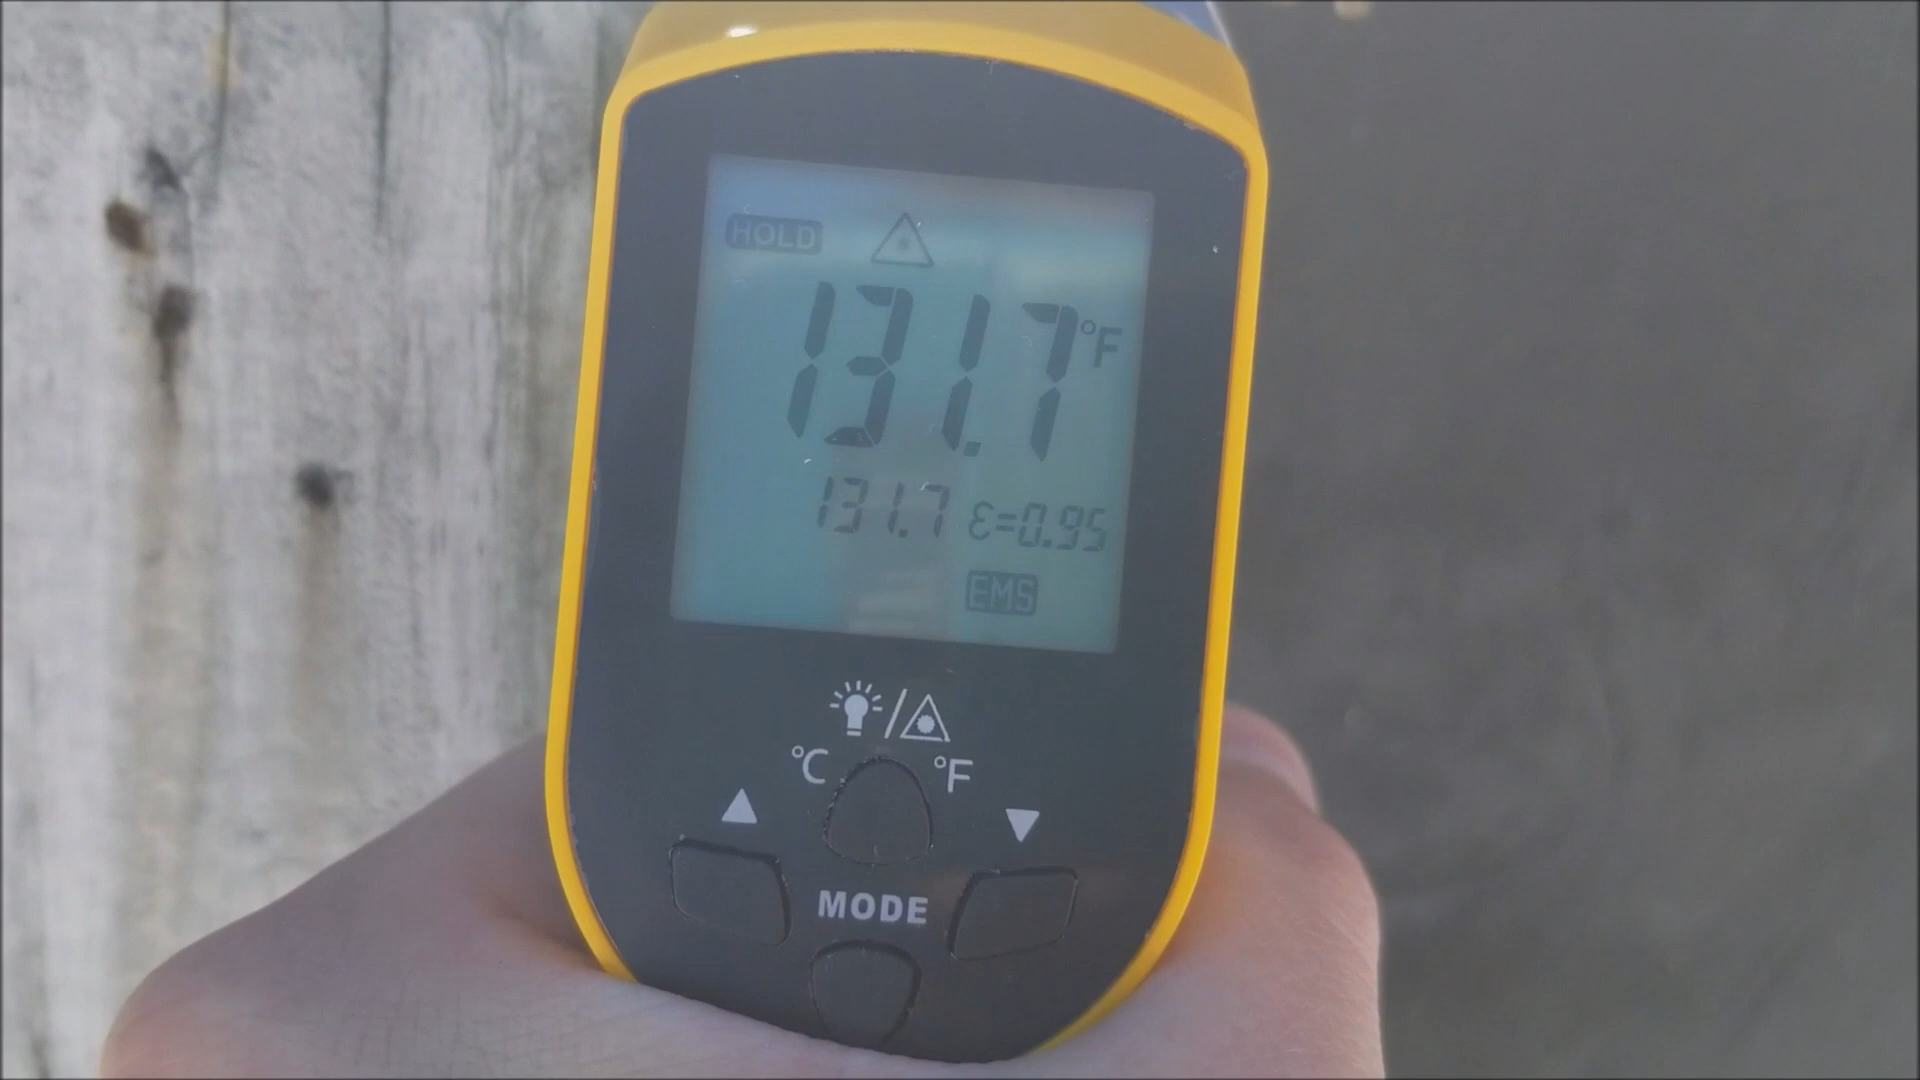 HOLD
131.7 °F
131.7 ε=0.95
EMS
/
°C °F
MODE